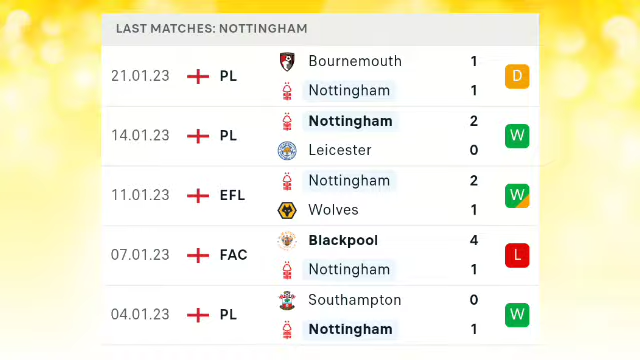 LAST MATCHES: NOTTINGHAM
21.01.23 PL Bournemouth 1 D
Nottingham 1
14.01.23 PL Nottingham 2 W
Leicester 0
11.01.23 EFL Nottingham 2 W
Wolves 1
07.01.23 FAC Blackpool 4 L
Nottingham 1
04.01.23 PL Southampton 0 W
Nottingham 1